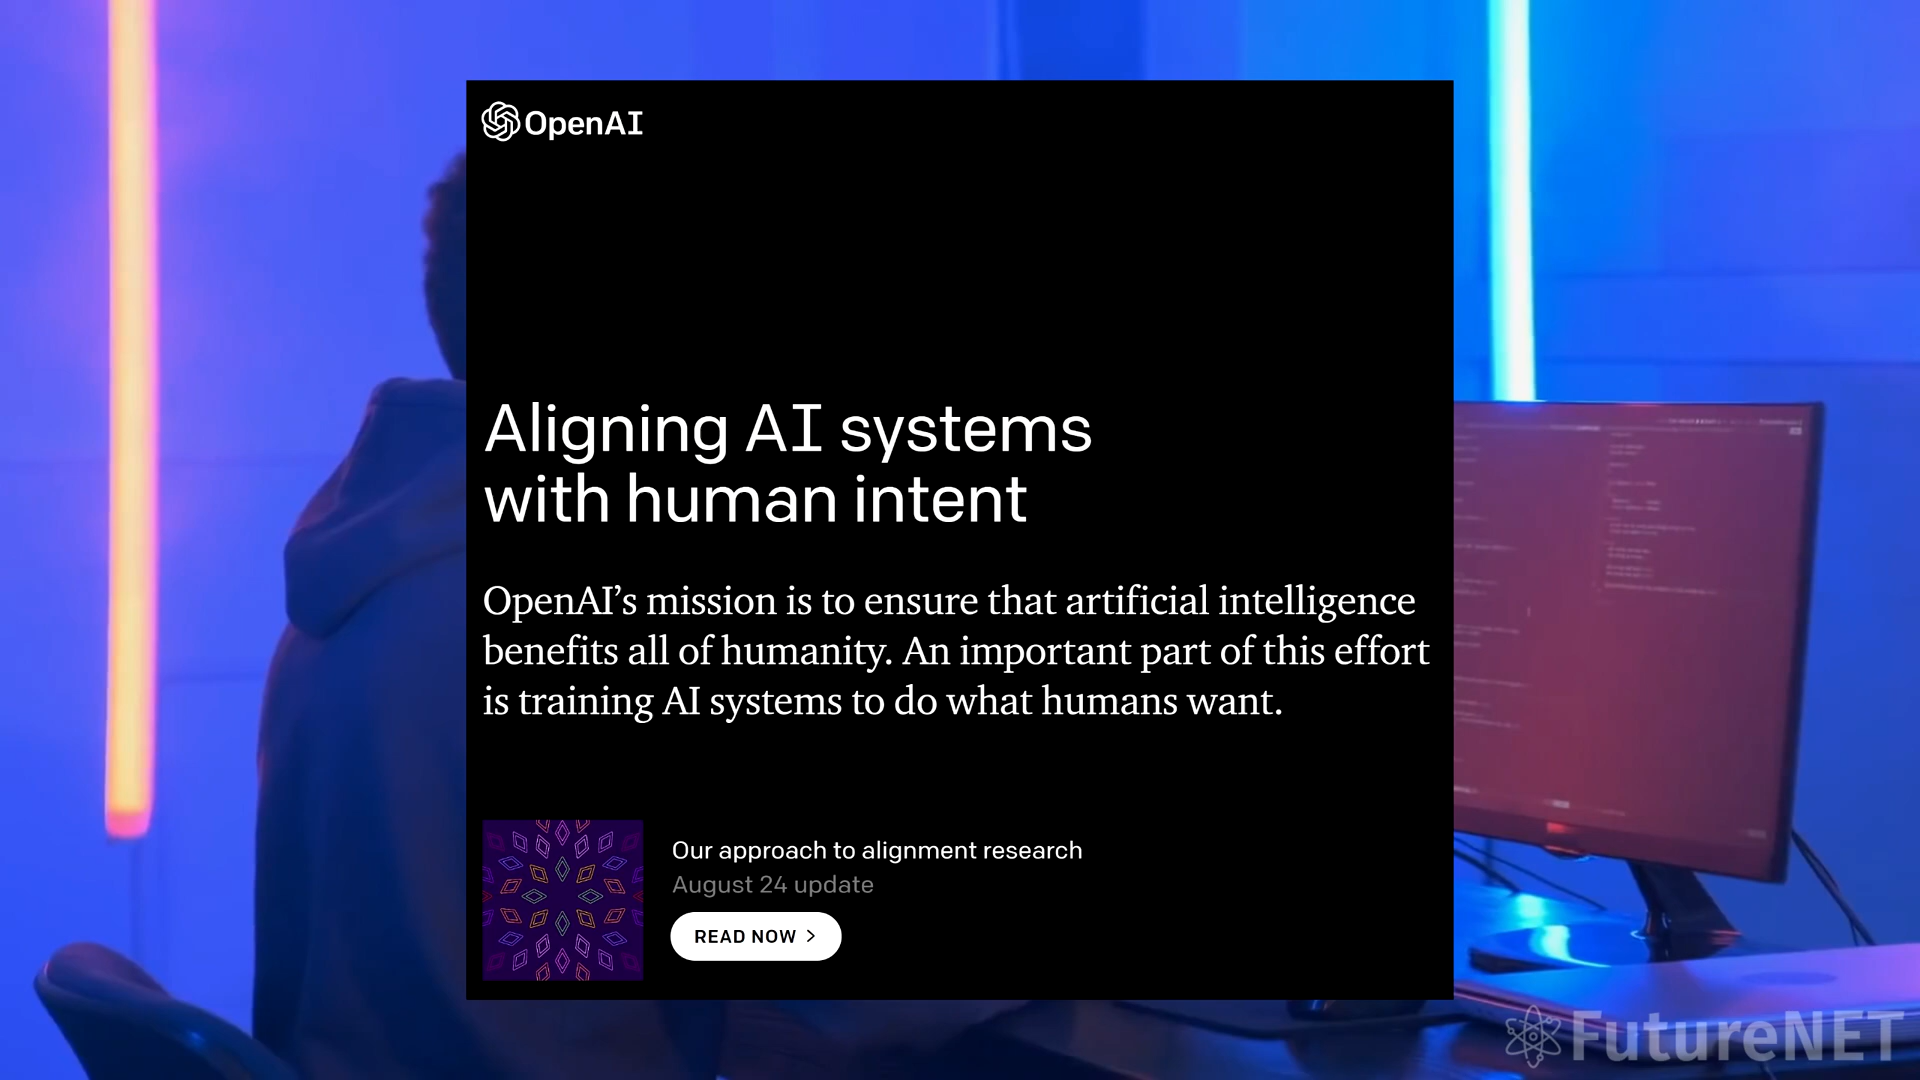 OpenAI
Aligning AI systems
with human intent
OpenAI’s mission is to ensure that artificial intelligence
benefits all of humanity. An important part of this effort
is training AI systems to do what humans want.
Our approach to alignment research
August 24 update
READ NOW >
FutureNET